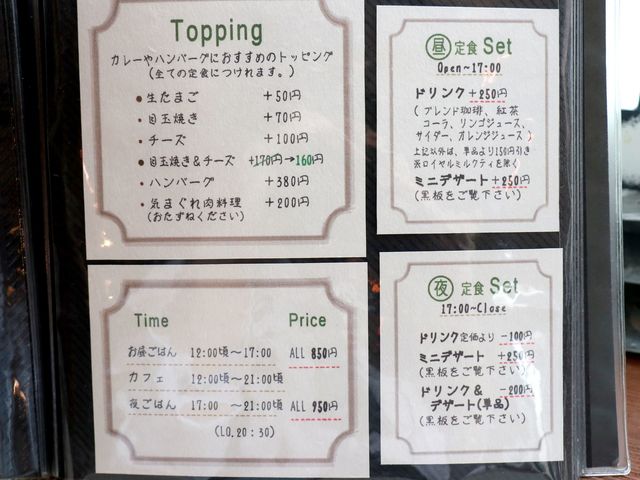 Topping
カレーやハンバーグにおすすめのトッピング
(全ての定食につけれます。)
●生たまご +50円
・目玉焼き +70円
・チーズ +100円
●目玉焼き&チーズ +170円→160円
・ハンバーグ +380円
・気まぐれ肉料理 +200円
(おたずねください)
Time Price
お昼ごはん 12:00頃〜17:00 ALL 850円
カフェ 12:00頃〜21:00頃
夜ごはん 17:00 〜21:00頃 ALL 950円
(LO.20:30)
昼 定食 Set
Open~17:00
ドリンク +250円
(ブレンド珈琲、紅茶
コーラ、リンゴジュース、
サイダー、オレンジジュース)
上記以外は、単品より150円引き
※ロイヤルミルクティを除く
ミニデザート +250円
(黒板をご覧下さい)
夜 定食 Set
17:00~Close
ドリンク定価より -100円
ミニデザート +250円
(黒板をご覧下さい)
ドリンク& -200円
デザート(単品)
(黒板をご覧下さい)